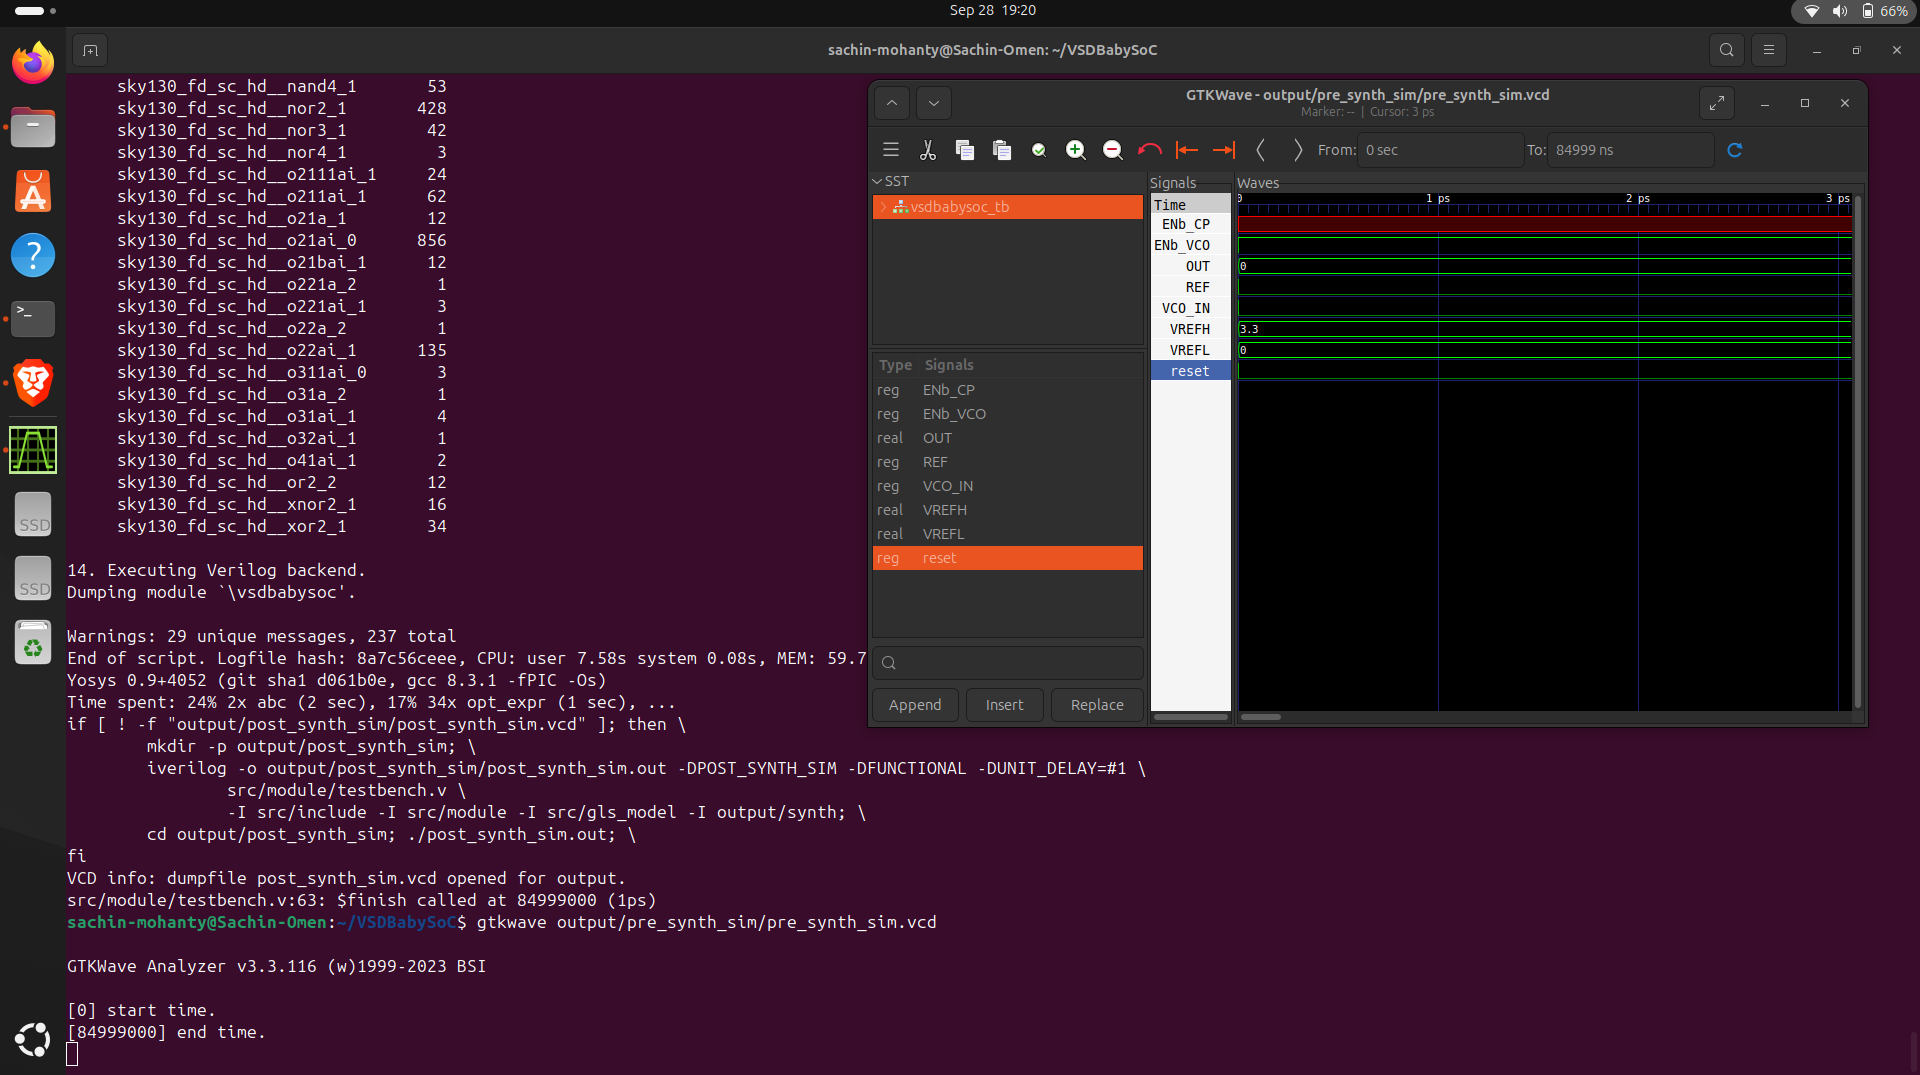 Sep 28 19:20
66%
sachin-mohanty@Sachin-Omen: ~/VSDBabySoC
sky130_fd_sc_hd__nand4_1 53
sky130_fd_sc_hd__nor2_1 428
sky130_fd_sc_hd__nor3_1 42
sky130_fd_sc_hd__nor4_1 3
sky130_fd_sc_hd__o2111ai_1 24
sky130_fd_sc_hd__o211ai_1 62
sky130_fd_sc_hd__o21a_1 12
sky130_fd_sc_hd__o21ai_0 856
sky130_fd_sc_hd__o21bai_1 12
sky130_fd_sc_hd__o221a_2 1
sky130_fd_sc_hd__o221ai_1 3
sky130_fd_sc_hd__o22a_2 1
sky130_fd_sc_hd__o22ai_1 135
sky130_fd_sc_hd__o311ai_0 3
sky130_fd_sc_hd__o31a_2 1
sky130_fd_sc_hd__o31ai_1 4
sky130_fd_sc_hd__o32ai_1 1
sky130_fd_sc_hd__o41ai_1 2
sky130_fd_sc_hd__or2_2 12
sky130_fd_sc_hd__xnor2_1 16
sky130_fd_sc_hd__xor2_1 34
14. Executing Verilog backend.
Dumping module `\vsdbabysoc'.
Warnings: 29 unique messages, 237 total
End of script. Logfile hash: 8a7c56ceee, CPU: user 7.58s system 0.08s, MEM: 59.7
Yosys 0.9+4052 (git sha1 d061b0e, gcc 8.3.1 -fPIC -Os)
Time spent: 24% 2x abc (2 sec), 17% 34x opt_expr (1 sec), ...
if [ ! -f "output/post_synth_sim/post_synth_sim.vcd" ]; then \
mkdir -p output/post_synth_sim; \
iverilog -o output/post_synth_sim/post_synth_sim.out -DPOST_SYNTH_SIM -DFUNCTIONAL -DUNIT_DELAY=#1 \
src/module/testbench.v \
-I src/include -I src/module -I src/gls_model -I output/synth; \
cd output/post_synth_sim; ./post_synth_sim.out; \
fi
VCD info: dumpfile post_synth_sim.vcd opened for output.
src/module/testbench.v:63: $finish called at 84999000 (1ps)
sachin-mohanty@Sachin-Omen:~/VSDBabySoC$ gtkwave output/pre_synth_sim/pre_synth_sim.vcd
GTKWave Analyzer v3.3.116 (w)1999-2023 BSI
[0] start time.
[84999000] end time.
GTKWave - output/pre_synth_sim/pre_synth_sim.vcd
Marker: -- | Cursor: 3 ps
From: 0 sec To: 84999 ns
SST
vsdbabysoc_tb
Type Signals
reg ENb_CP
reg ENb_VCO
real OUT
reg REF
reg VCO_IN
real VREFH
real VREFL
reg reset
Append Insert Replace
Signals
Time
ENb_CP
ENb_VCO
OUT
REF
VCO_IN
VREFH
VREFL
reset
Waves
0 1 ps 2 ps 3 ps
0
3.3
0
SSD
SSD